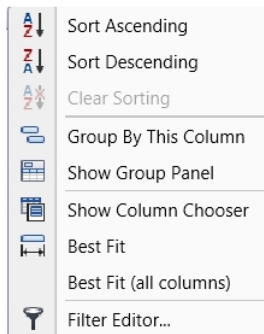 Sort Ascending
Sort Descending
Clear Sorting
Group By This Column
Show Group Panel
Show Column Chooser
Best Fit
Best Fit (all columns)
Filter Editor...